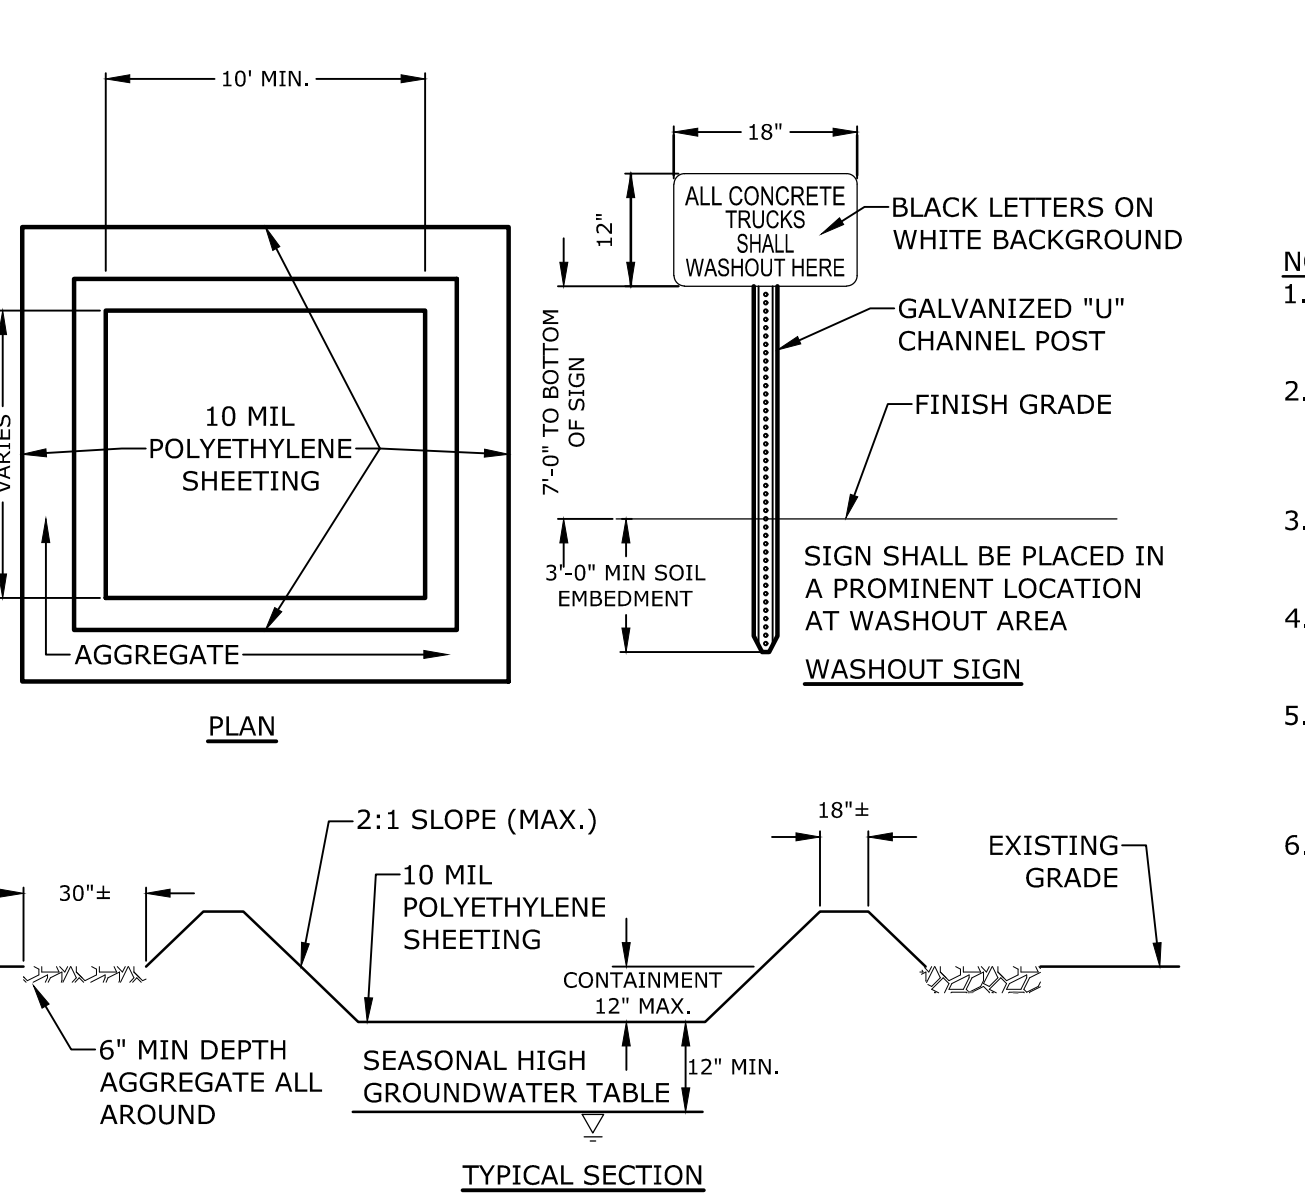 10' MIN.
VARIES
10 MIL
POLYETHYLENE
SHEETING
AGGREGATE
PLAN
18"
12"
ALL CONCRETE
TRUCKS
SHALL
WASHOUT HERE
BLACK LETTERS ON
WHITE BACKGROUND
GALVANIZED "U"
CHANNEL POST
7'-0" TO BOTTOM
OF SIGN
FINISH GRADE
3'-0" MIN SOIL
EMBEDMENT
SIGN SHALL BE PLACED IN
A PROMINENT LOCATION
AT WASHOUT AREA
WASHOUT SIGN
1.
2.
3.
4.
5.
6.
30"±
2:1 SLOPE (MAX.)
10 MIL
POLYETHYLENE
SHEETING
18"±
EXISTING
GRADE
CONTAINMENT
12" MAX.
6" MIN DEPTH
AGGREGATE ALL
AROUND
SEASONAL HIGH
GROUNDWATER TABLE
12" MIN.
TYPICAL SECTION